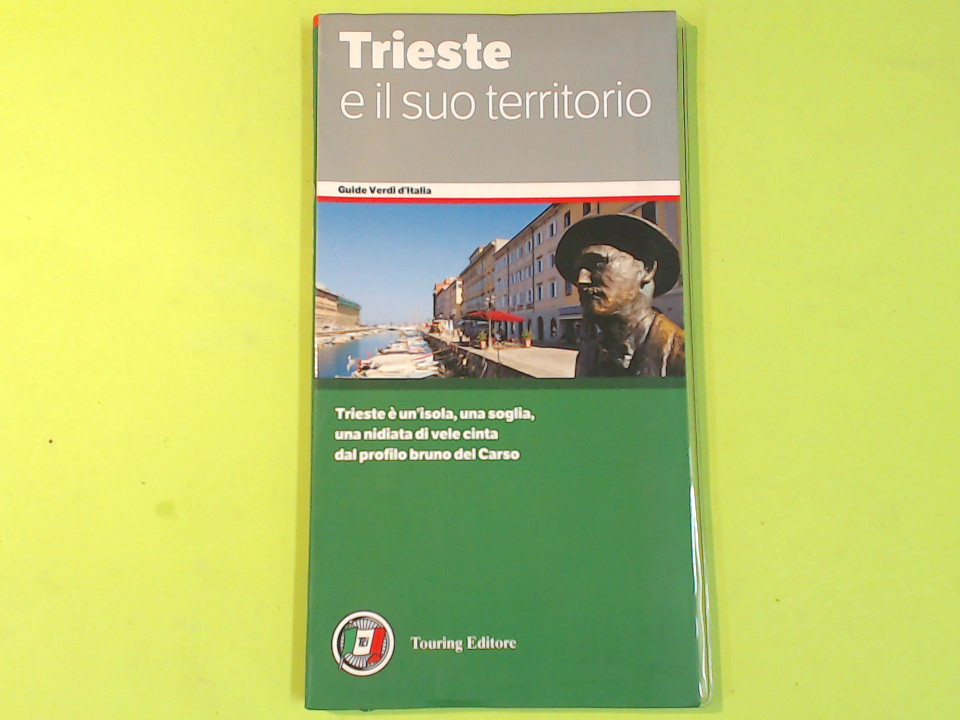 Trieste
e il suo territorio
Guide Verdi d'Italia
Trieste è un'isola, una soglia,
una nidiata di vele cinta
dal profilo bruno del Carso
TCI
Touring Editore